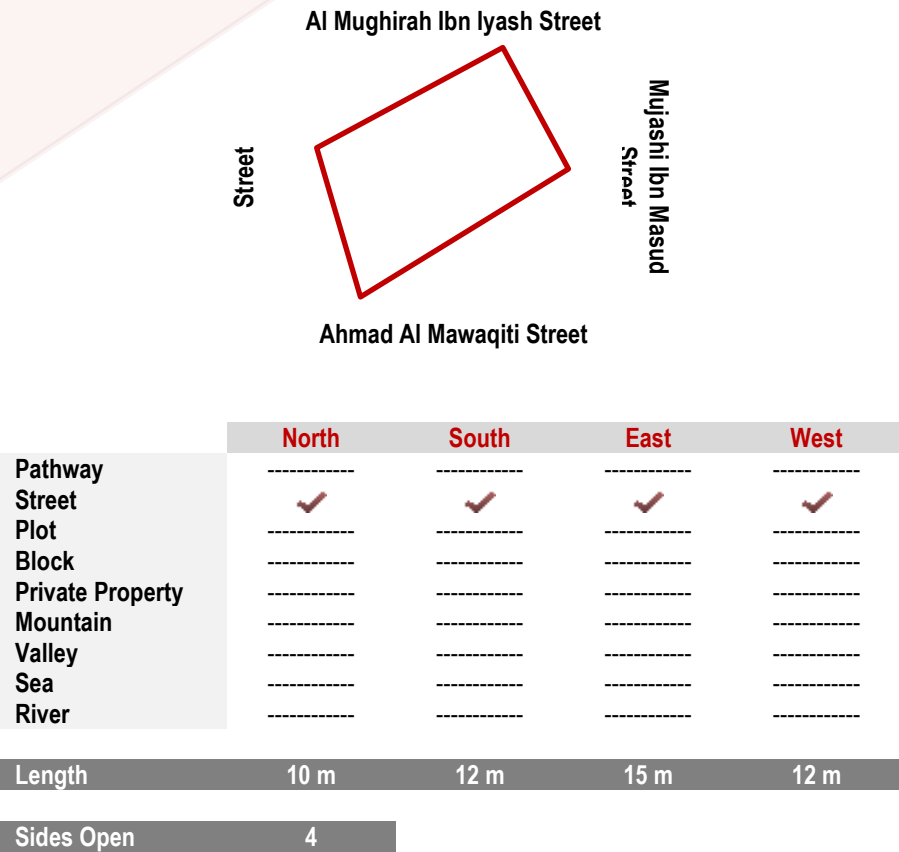 Al Mughirah Ibn Iyash Street
Street
Mujashi Ibn Masud
Street
Ahmad Al Mawaqiti Street
North South East West
Pathway ------------ ------------ ------------ ------------
Street ✓ ✓ ✓ ✓
Plot ------------ ------------ ------------ ------------
Block ------------ ------------ ------------ ------------
Private Property ------------ ------------ ------------ ------------
Mountain ------------ ------------ ------------ ------------
Valley ------------ ------------ ------------ ------------
Sea ------------ ------------ ------------ ------------
River ------------ ------------ ------------ ------------
Length 10 m 12 m 15 m 12 m
Sides Open 4